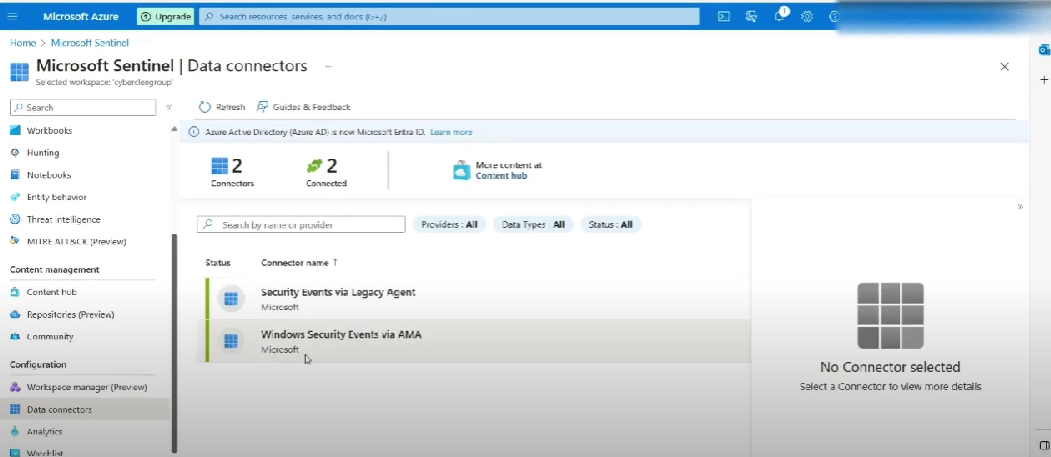 Microsoft Azure
Upgrade
Search resources, services, and docs (G+/)
1
Home > Microsoft Sentinel
Microsoft Sentinel | Data connectors ...
Selected workspace: 'cybercleegroup'
Search
«
Refresh
Guides & Feedback
Workbooks
Hunting
Notebooks
Entity behavior
Threat intelligence
MITRE ATT&CK (Preview)
Content management
Content hub
Repositories (Preview)
Community
Configuration
Workspace manager (Preview)
Data connectors
Analytics
Watchlist
Azure Active Directory (Azure AD) is now Microsoft Entra ID. Learn more
2
Connectors
2
Connected
More content at
Content hub
Search by name or provider
Providers : All
Data Types : All
Status : All
»
Status
Connector name ↑
Security Events via Legacy Agent
Microsoft
Windows Security Events via AMA
Microsoft
No Connector selected
Select a Connector to view more details